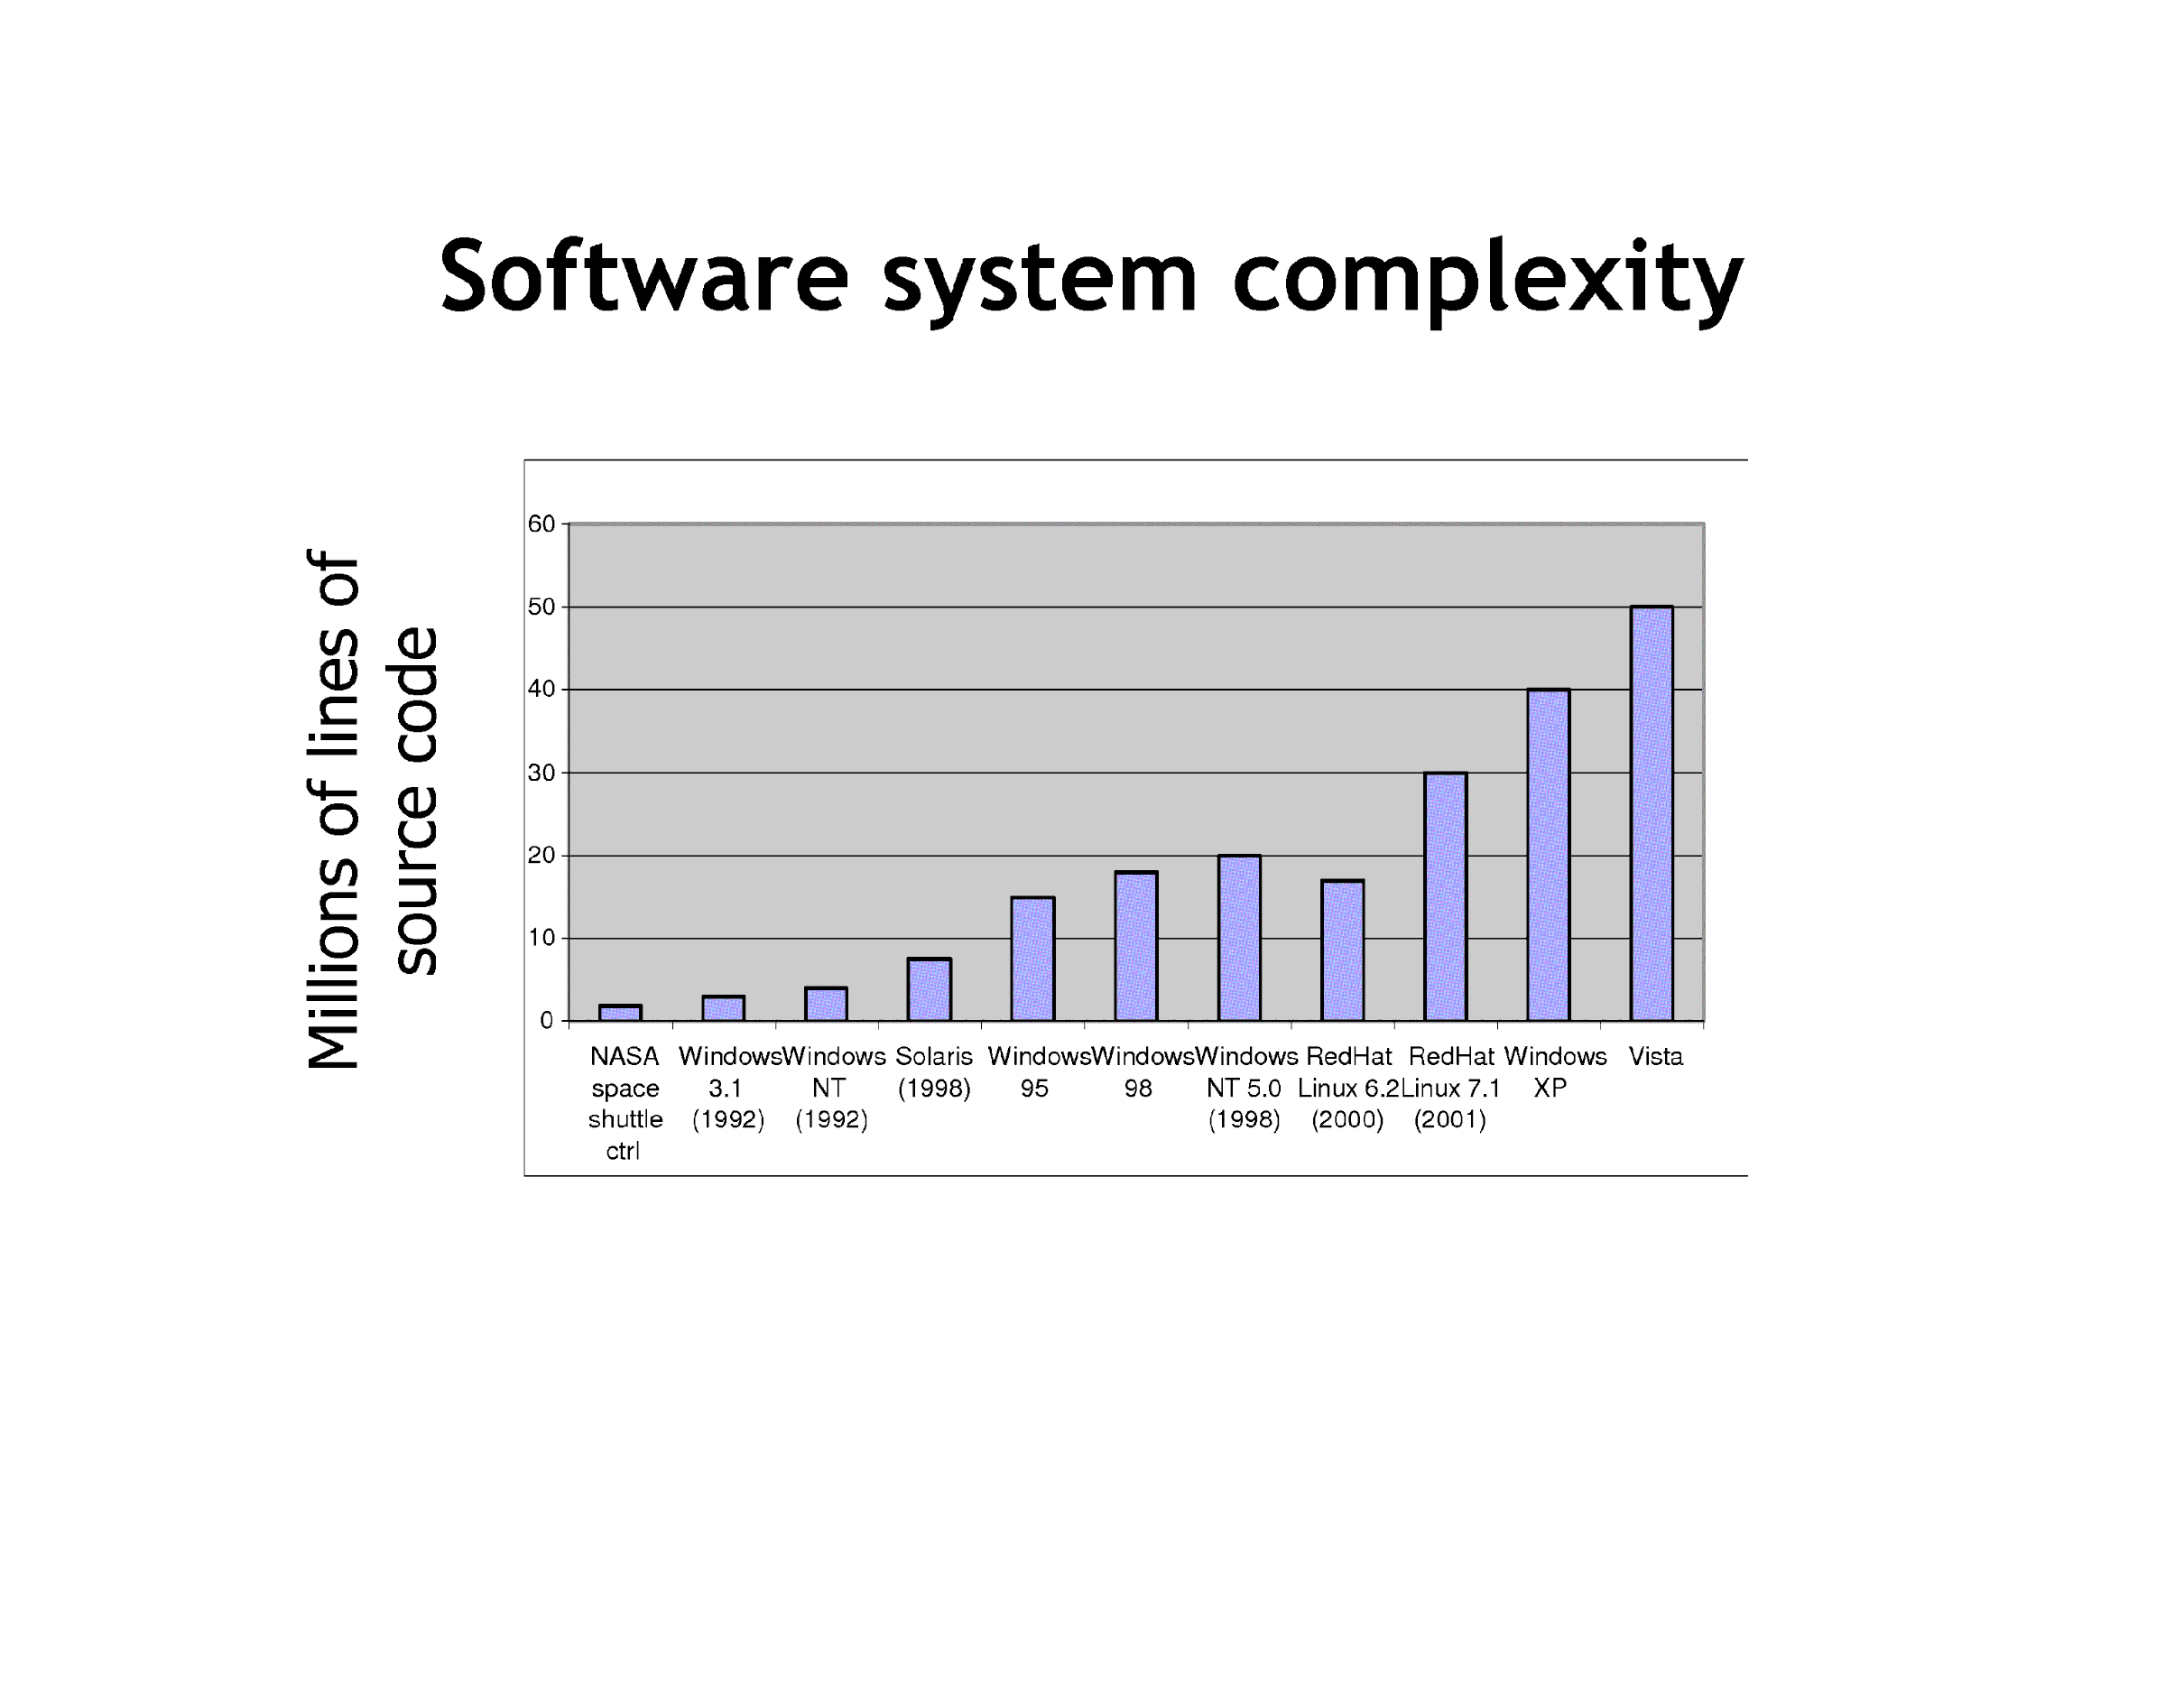 Software system complexity
Millions of lines of
source code
60
50
40
30
20
10
0
NASA space shuttle ctrl
Windows 3.1 (1992)
Windows NT (1992)
Solaris (1998)
Windows 95
Windows 98
Windows NT 5.0 (1998)
RedHat Linux 6.2 (2000)
RedHat Linux 7.1 (2001)
Windows XP
Vista